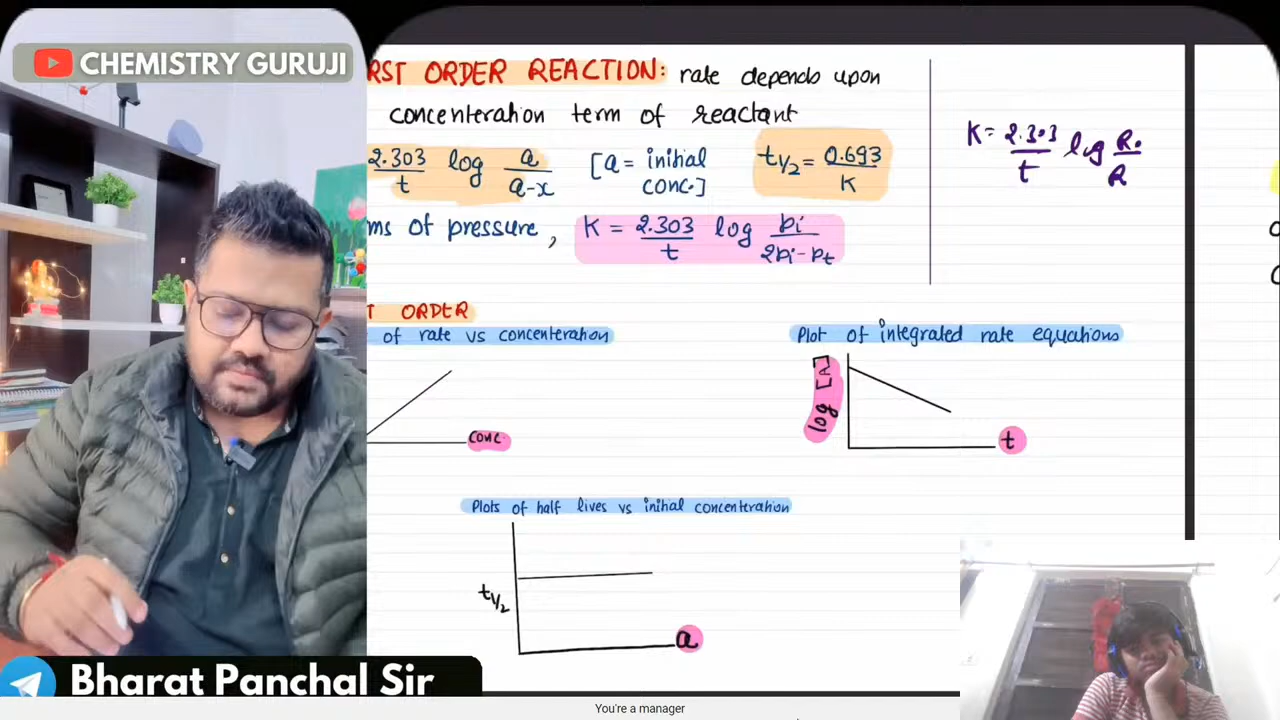 CHEMISTRY GURUJI
RST ORDER REACTION: rate depends upon
concenteration term of reactant
2.303/t log a/a-x [a = initial conc.] t1/2 = 0.693/K
ms of pressure, K = 2.303/t log pi/2pi-pt
K = 2.303/t log R₀/R
T ORDER
of rate vs concenteration
conc.
Plot of integrated rate equations
log [A]
t
Plots of half lives vs initial concenteration
t1/2
a
Bharat Panchal Sir
You're a manager